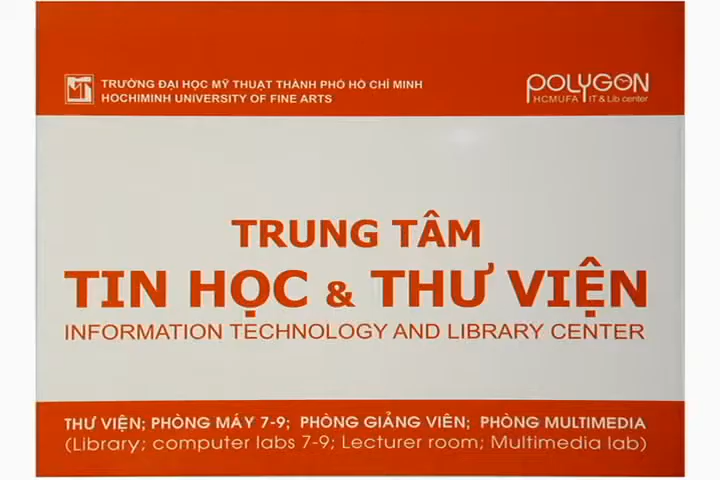 TRƯỜNG ĐẠI HỌC MỸ THUẬT THÀNH PHỐ HỒ CHÍ MINH
HOCHIMINH UNIVERSITY OF FINE ARTS
POLYGON
HCMUFA IT & Lib center
TRUNG TÂM
TIN HỌC & THƯ VIỆN
INFORMATION TECHNOLOGY AND LIBRARY CENTER
THƯ VIỆN; PHÒNG MÁY 7-9; PHÒNG GIẢNG VIÊN; PHÒNG MULTIMEDIA
(Library; computer labs 7-9; Lecturer room; Multimedia lab)